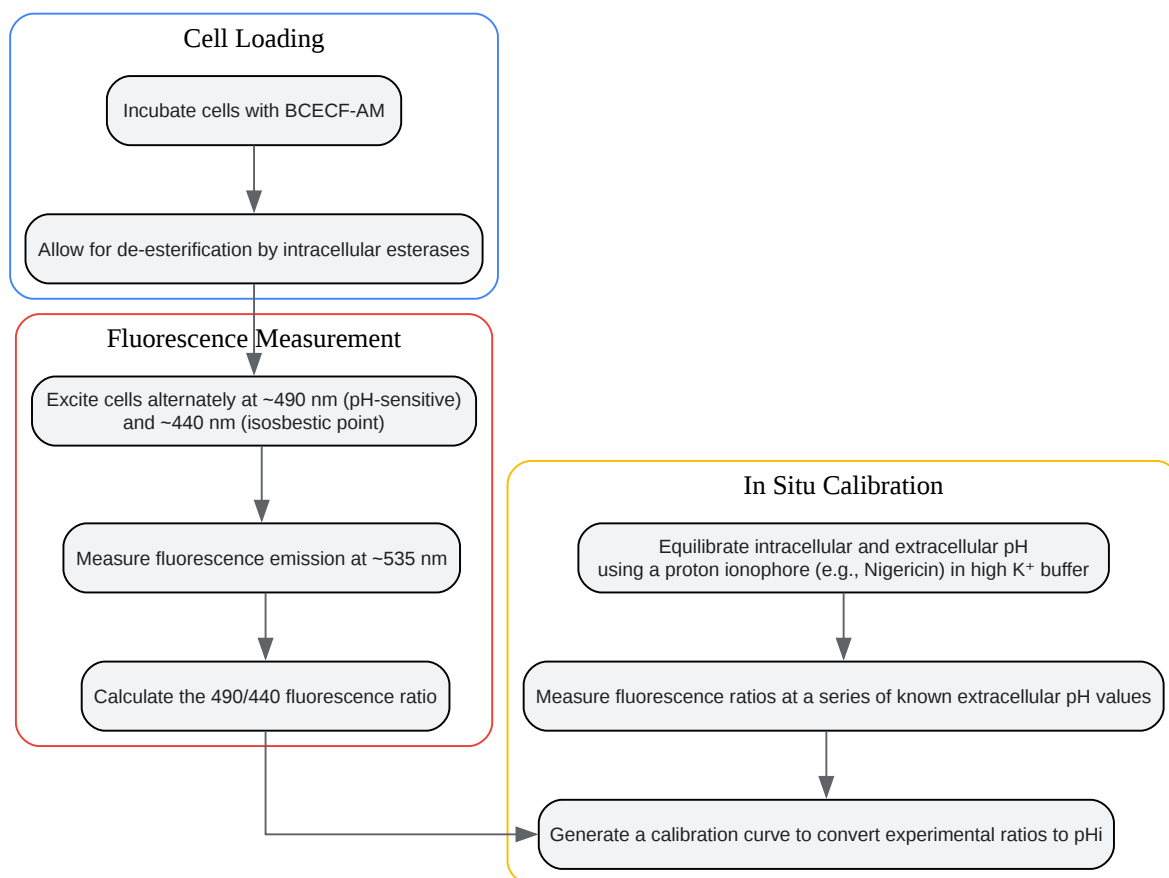 Cell Loading
Incubate cells with BCECF-AM
Allow for de-esterification by intracellular esterases
Fluorescence Measurement
Excite cells alternately at ~490 nm (pH-sensitive)
and ~440 nm (isosbestic point)
Measure fluorescence emission at ~535 nm
Calculate the 490/440 fluorescence ratio
In Situ Calibration
Equilibrate intracellular and extracellular pH
using a proton ionophore (e.g., Nigericin) in high K⁺ buffer
Measure fluorescence ratios at a series of known extracellular pH values
Generate a calibration curve to convert experimental ratios to pHi